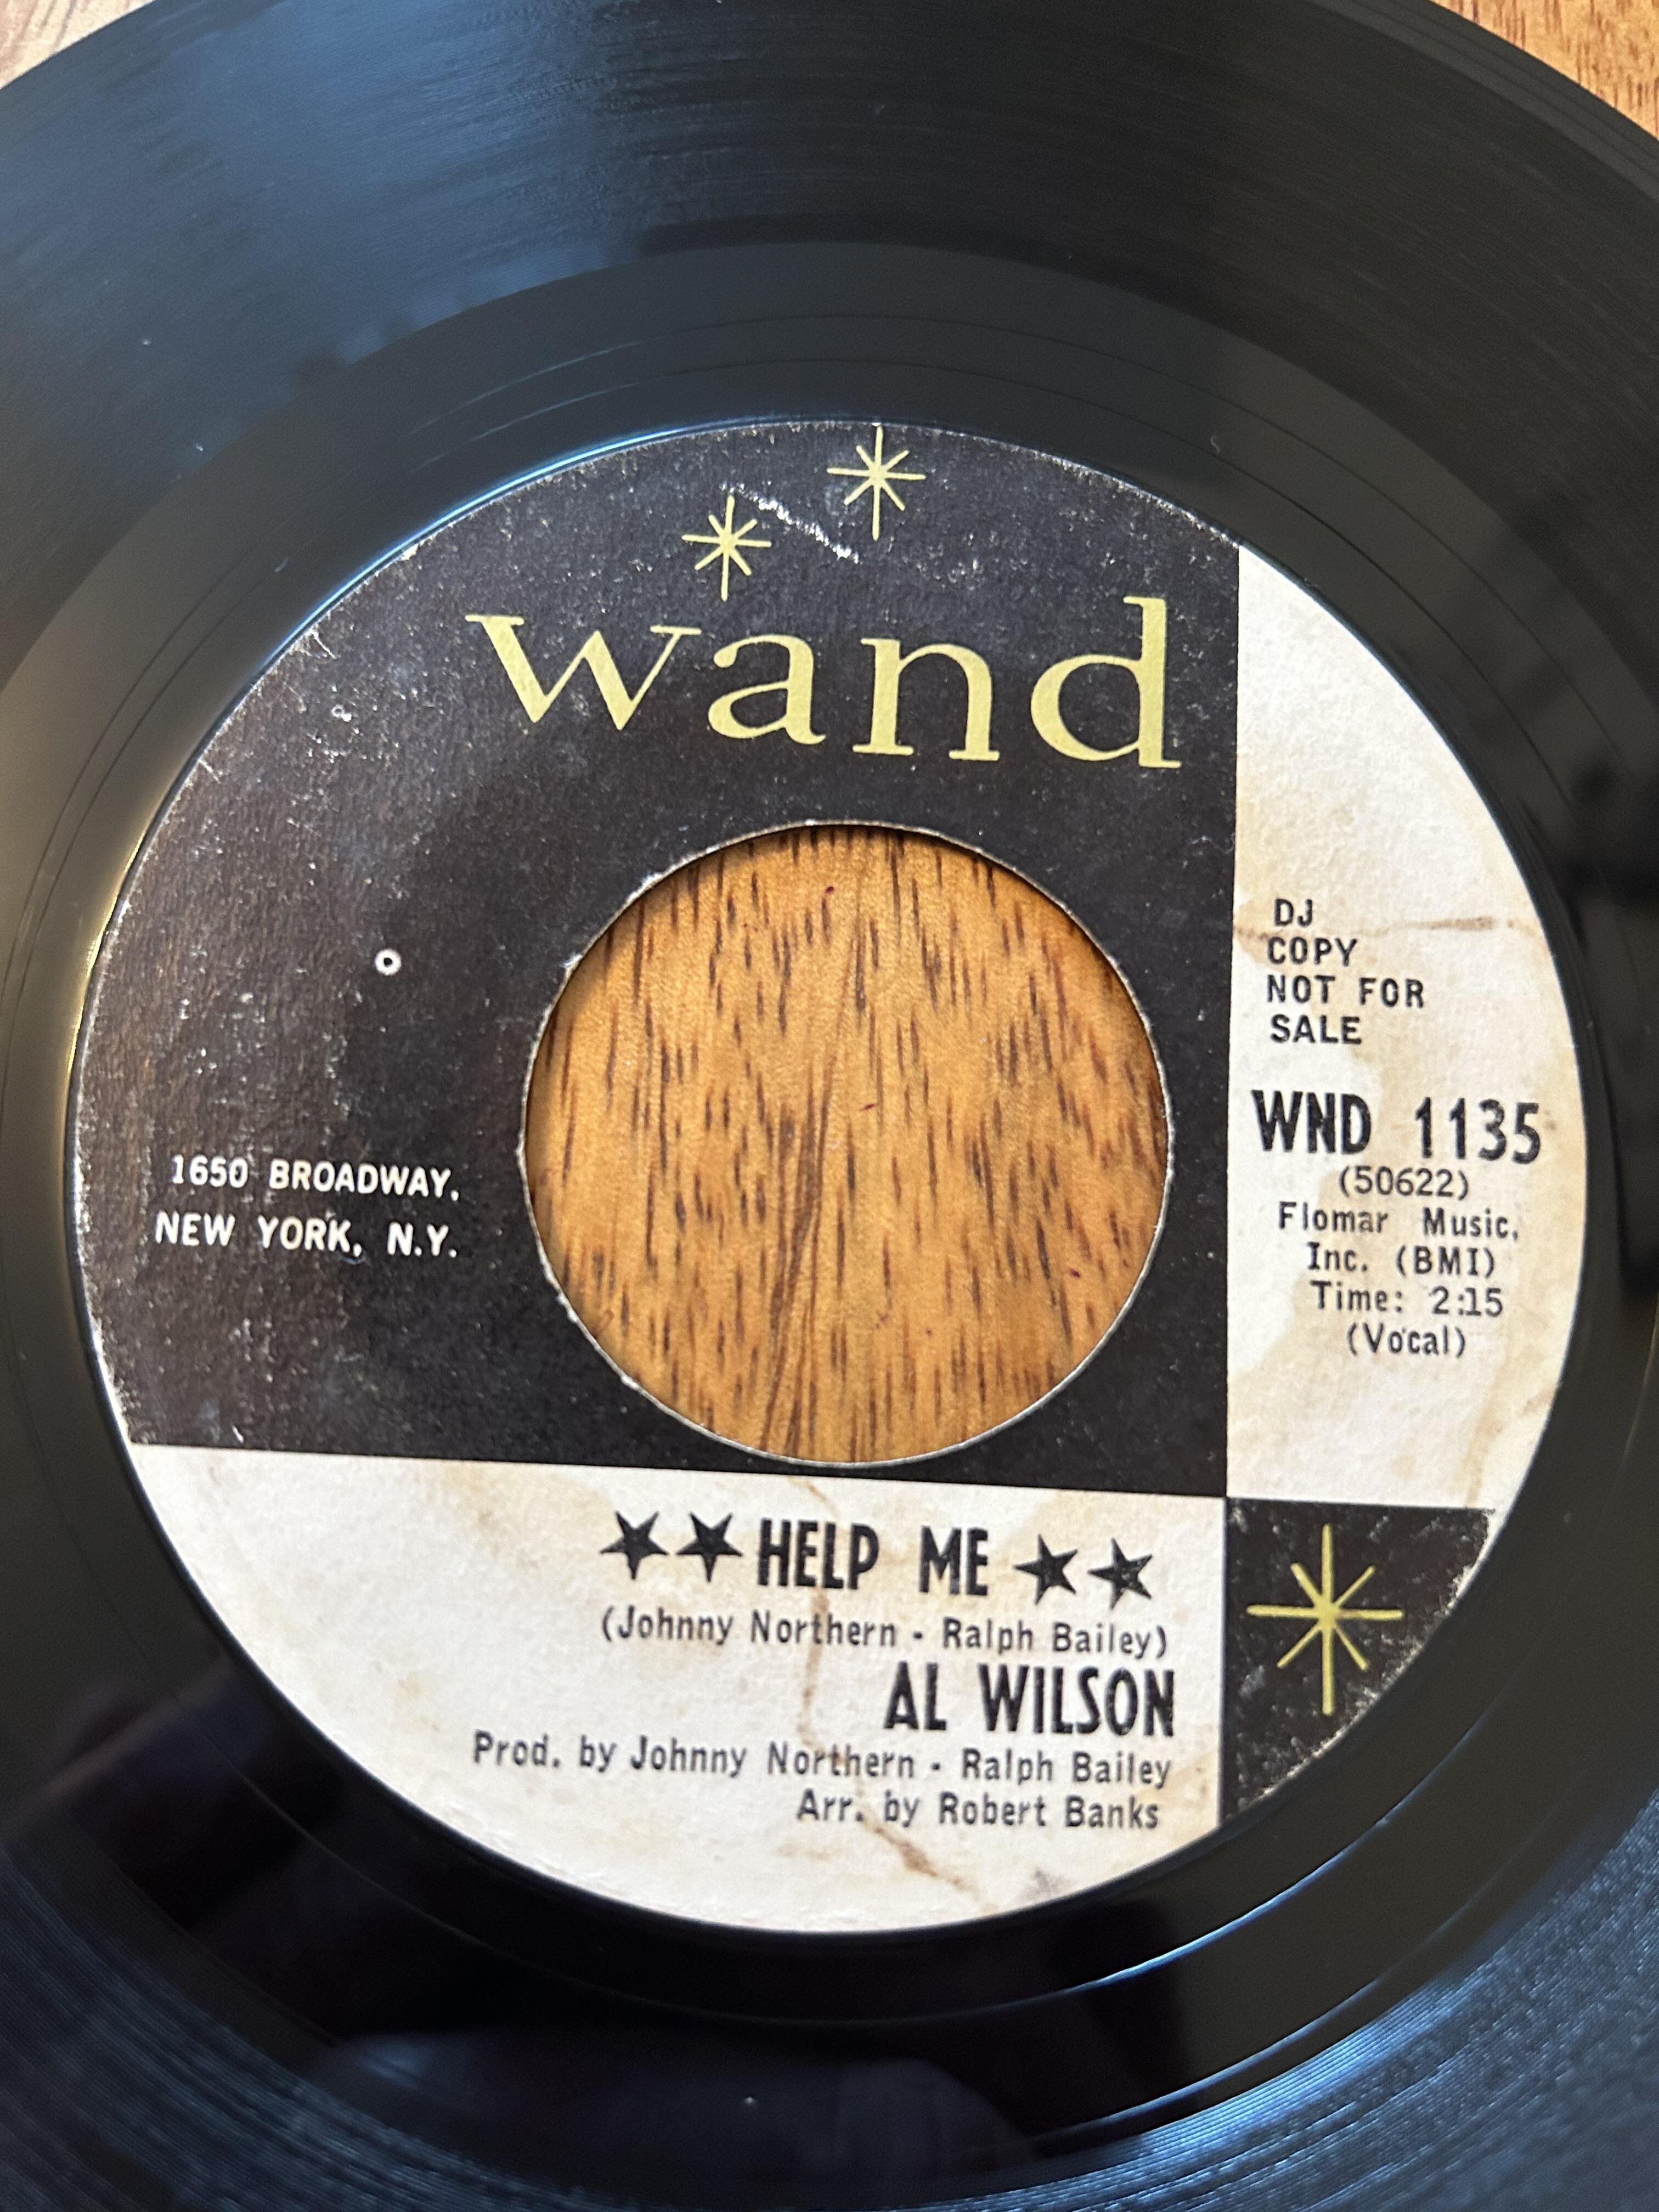 wand
1650 BROADWAY,
NEW YORK, N.Y.
DJ
COPY
NOT FOR
SALE
WND 1135
(50622)
Flomar Music,
Inc. (BMI)
Time: 2:15
(Vocal)
★★HELP ME★★
(Johnny Northern - Ralph Bailey)
AL WILSON
Prod. by Johnny Northern - Ralph Bailey
Arr. by Robert Banks